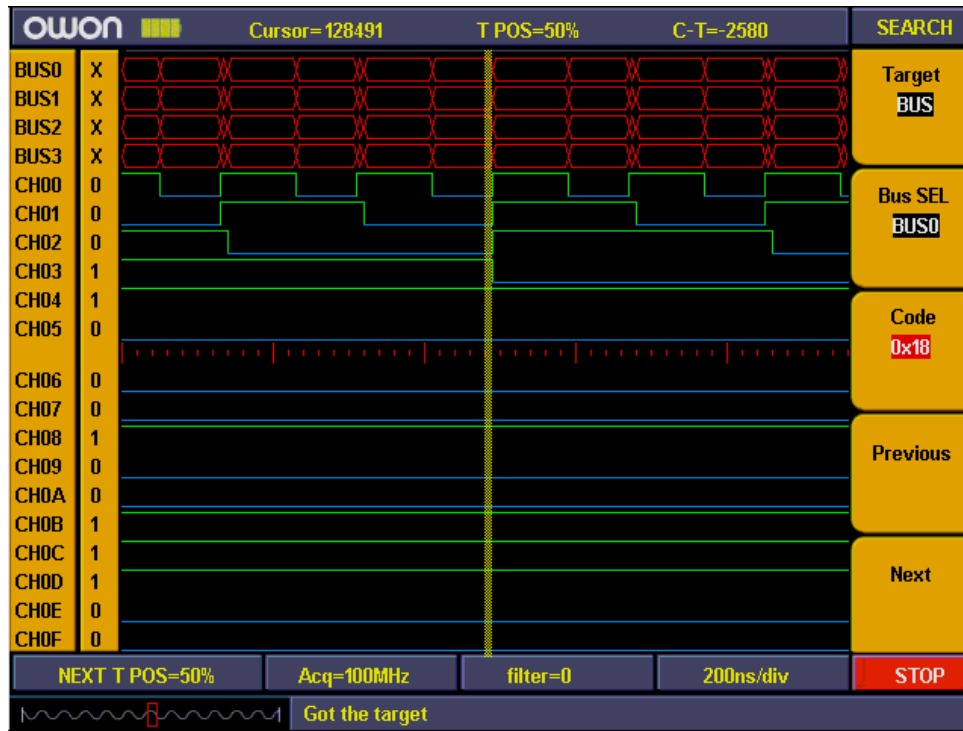 owon Cursor=128491 T POS=50% C-T=-2580 SEARCH
BUS0 X
BUS1 X
BUS2 X
BUS3 X
CH00 0
CH01 0
CH02 0
CH03 1
CH04 1
CH05 0
CH06 0
CH07 0
CH08 1
CH09 0
CH0A 0
CH0B 1
CH0C 1
CH0D 1
CH0E 0
CH0F 0
Target
BUS
Bus SEL
BUS0
Code
0x18
Previous
Next
NEXT T POS=50% Acq=100MHz filter=0 200ns/div STOP
Got the target